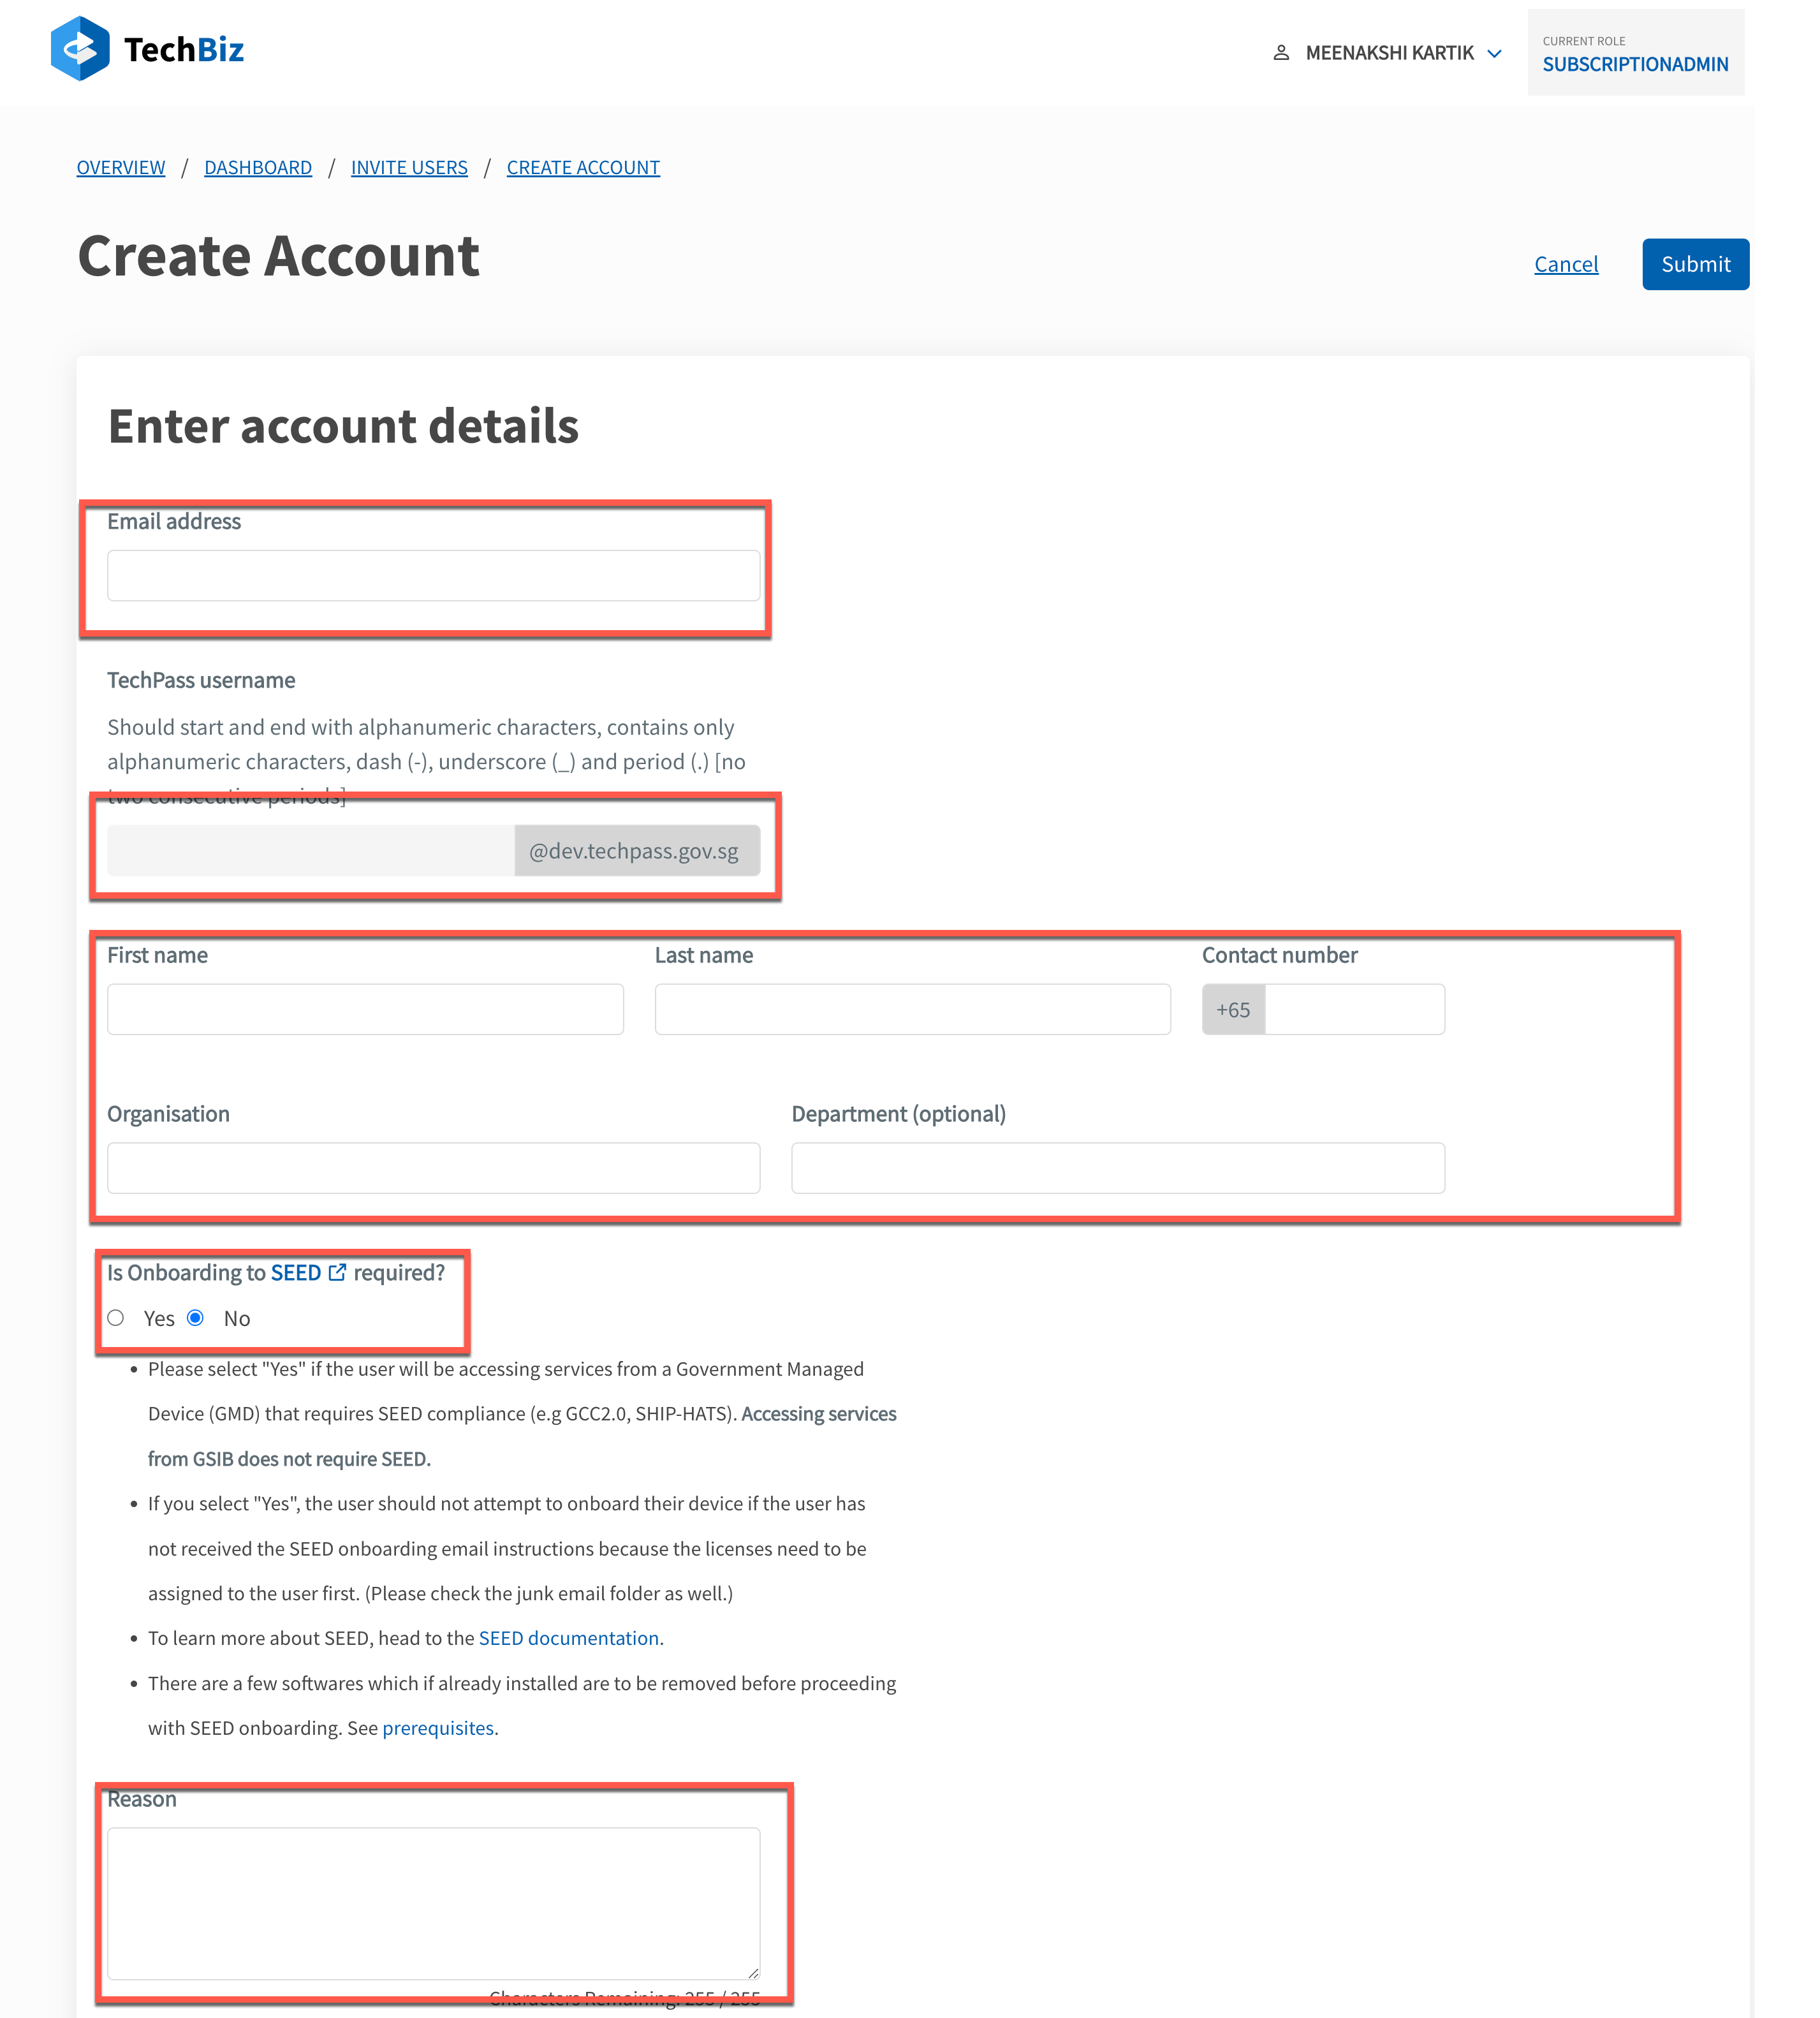 TechBiz
MEENAKSHI KARTIK
CURRENT ROLE
SUBSCRIPTIONADMIN
OVERVIEW / DASHBOARD / INVITE USERS / CREATE ACCOUNT
Create Account
Cancel
Submit
Enter account details
Email address
TechPass username
Should start and end with alphanumeric characters, contains only
alphanumeric characters, dash (-), underscore (_) and period (.) [no
two consecutive periods]
@dev.techpass.gov.sg
First name
Last name
Contact number
+65
Organisation
Department (optional)
Is Onboarding to SEED required?
Yes
No
• Please select "Yes" if the user will be accessing services from a Government Managed
Device (GMD) that requires SEED compliance (e.g GCC2.0, SHIP-HATS). Accessing services
from GSIB does not require SEED.
• If you select "Yes", the user should not attempt to onboard their device if the user has
not received the SEED onboarding email instructions because the licenses need to be
assigned to the user first. (Please check the junk email folder as well.)
• To learn more about SEED, head to the SEED documentation.
• There are a few softwares which if already installed are to be removed before proceeding
with SEED onboarding. See prerequisites.
Reason
Characters Remaining: 255 / 255